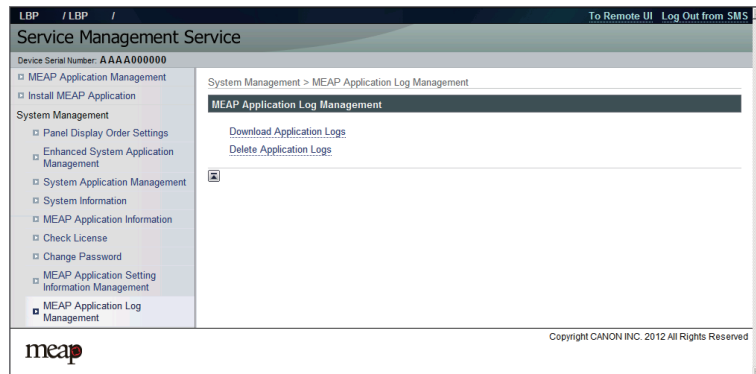 LBP / LBP /
To Remote UI Log Out from SMS
Service Management Service
Device Serial Number: AAAA000000
MEAP Application Management
Install MEAP Application
System Management
Panel Display Order Settings
Enhanced System Application
Management
System Application Management
System Information
MEAP Application Information
Check License
Change Password
MEAP Application Setting
Information Management
MEAP Application Log
Management
System Management > MEAP Application Log Management
MEAP Application Log Management
Download Application Logs
Delete Application Logs
Copyright CANON INC. 2012 All Rights Reserved
meap